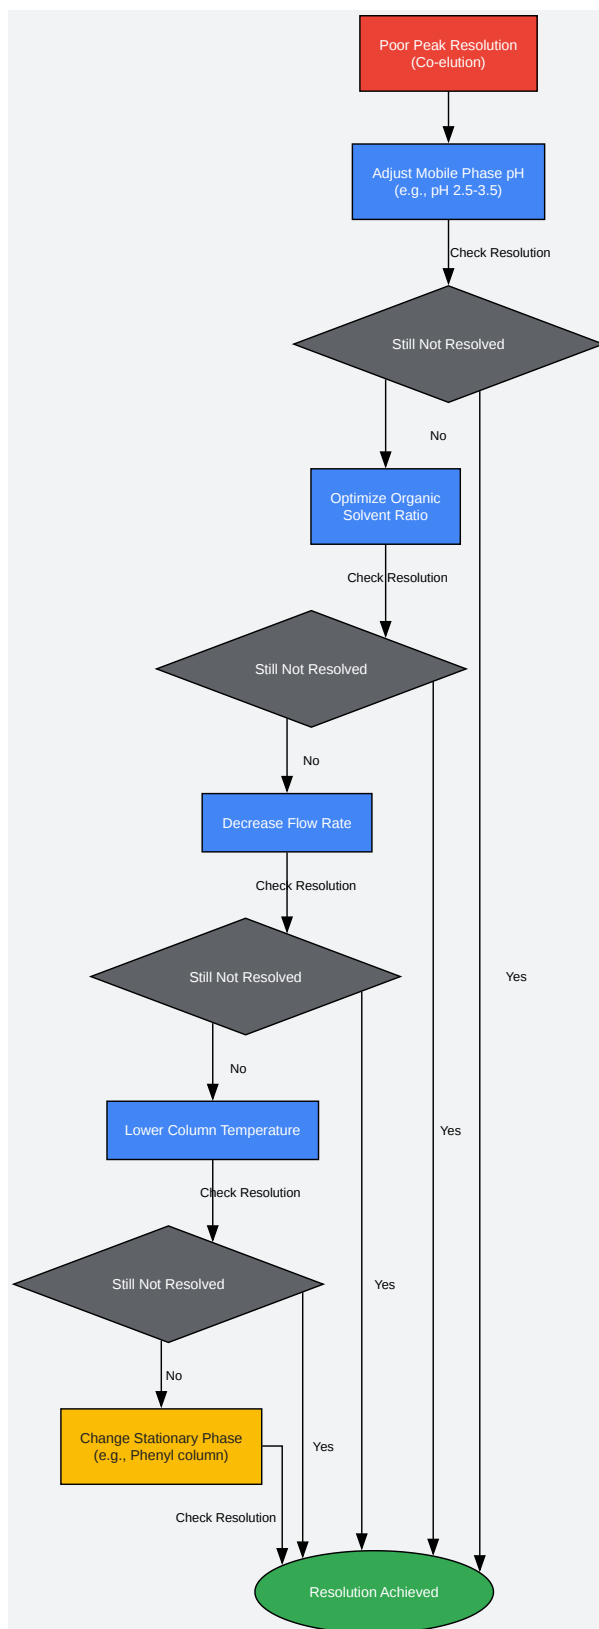 Poor Peak Resolution
(Co-elution)
Adjust Mobile Phase pH
(e.g., pH 2.5-3.5)
Check Resolution
Still Not Resolved
No
Optimize Organic
Solvent Ratio
Check Resolution
Still Not Resolved
No
Decrease Flow Rate
Check Resolution
Still Not Resolved
Yes
No
Lower Column Temperature
Yes
Check Resolution
Still Not Resolved
Yes
No
Change Stationary Phase
(e.g., Phenyl column)
Yes
Check Resolution
Resolution Achieved